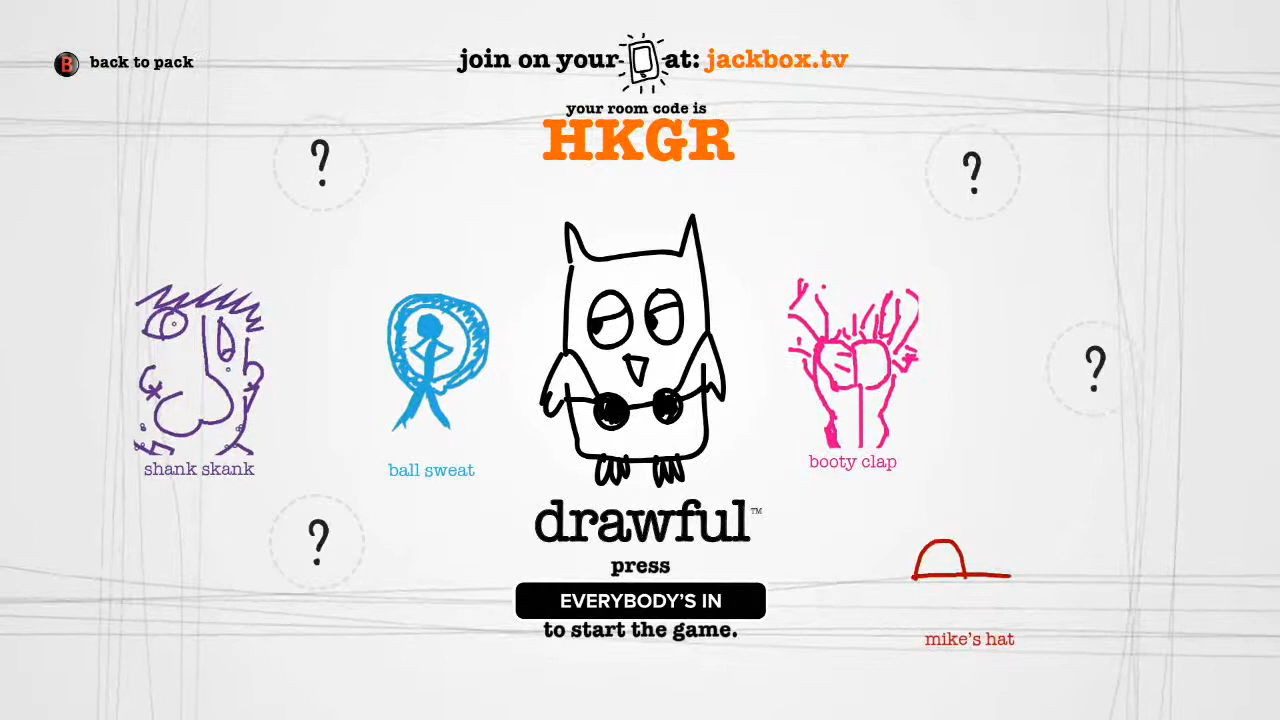 B back to pack
join on your at: jackbox.tv
your room code is
HKGR
?
?
?
?
shank skank
ball sweat
booty clap
drawful™
press
EVERYBODY'S IN
to start the game.
mike's hat